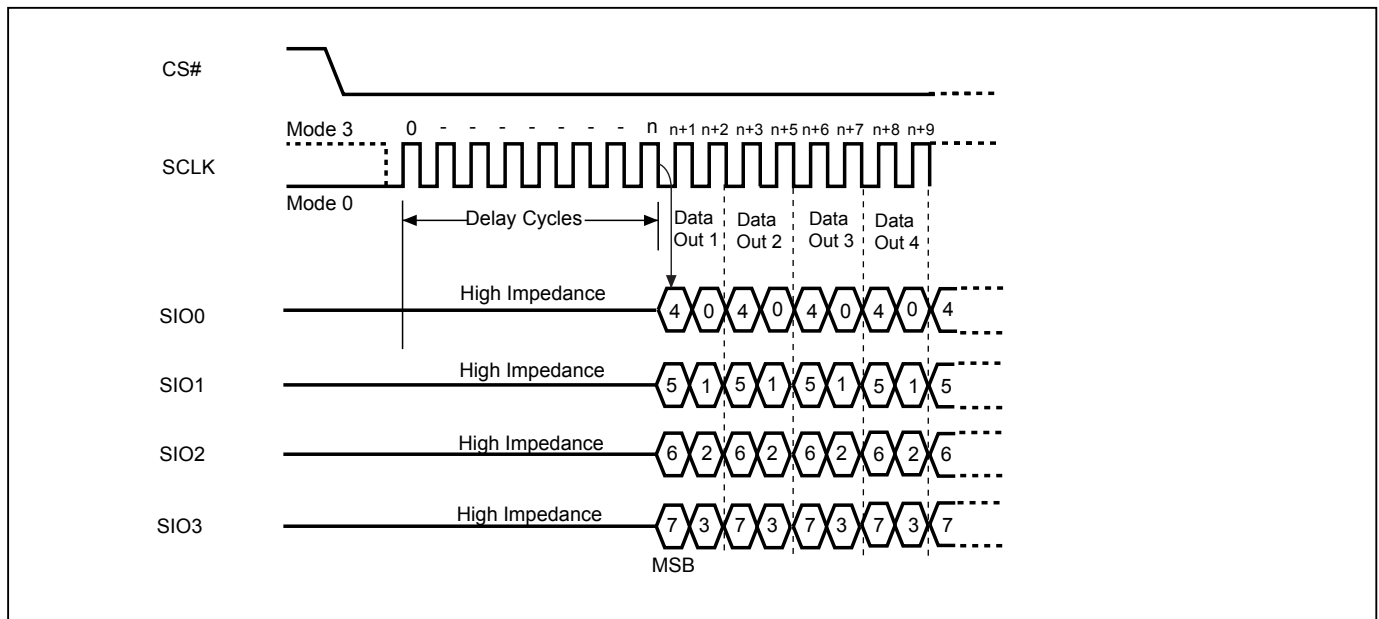 CS#
Mode 3
0 - - - - - - n n+1 n+2 n+3 n+5 n+6 n+7 n+8 n+9
SCLK
Mode 0
Delay Cycles
Data Out 1
Data Out 2
Data Out 3
Data Out 4
High Impedance
SIO0
4 0 4 0 4 0 4 0 4
High Impedance
SIO1
5 1 5 1 5 1 5 1 5
High Impedance
SIO2
6 2 6 2 6 2 6 2 6
High Impedance
SIO3
7 3 7 3 7 3 7 3 7
MSB